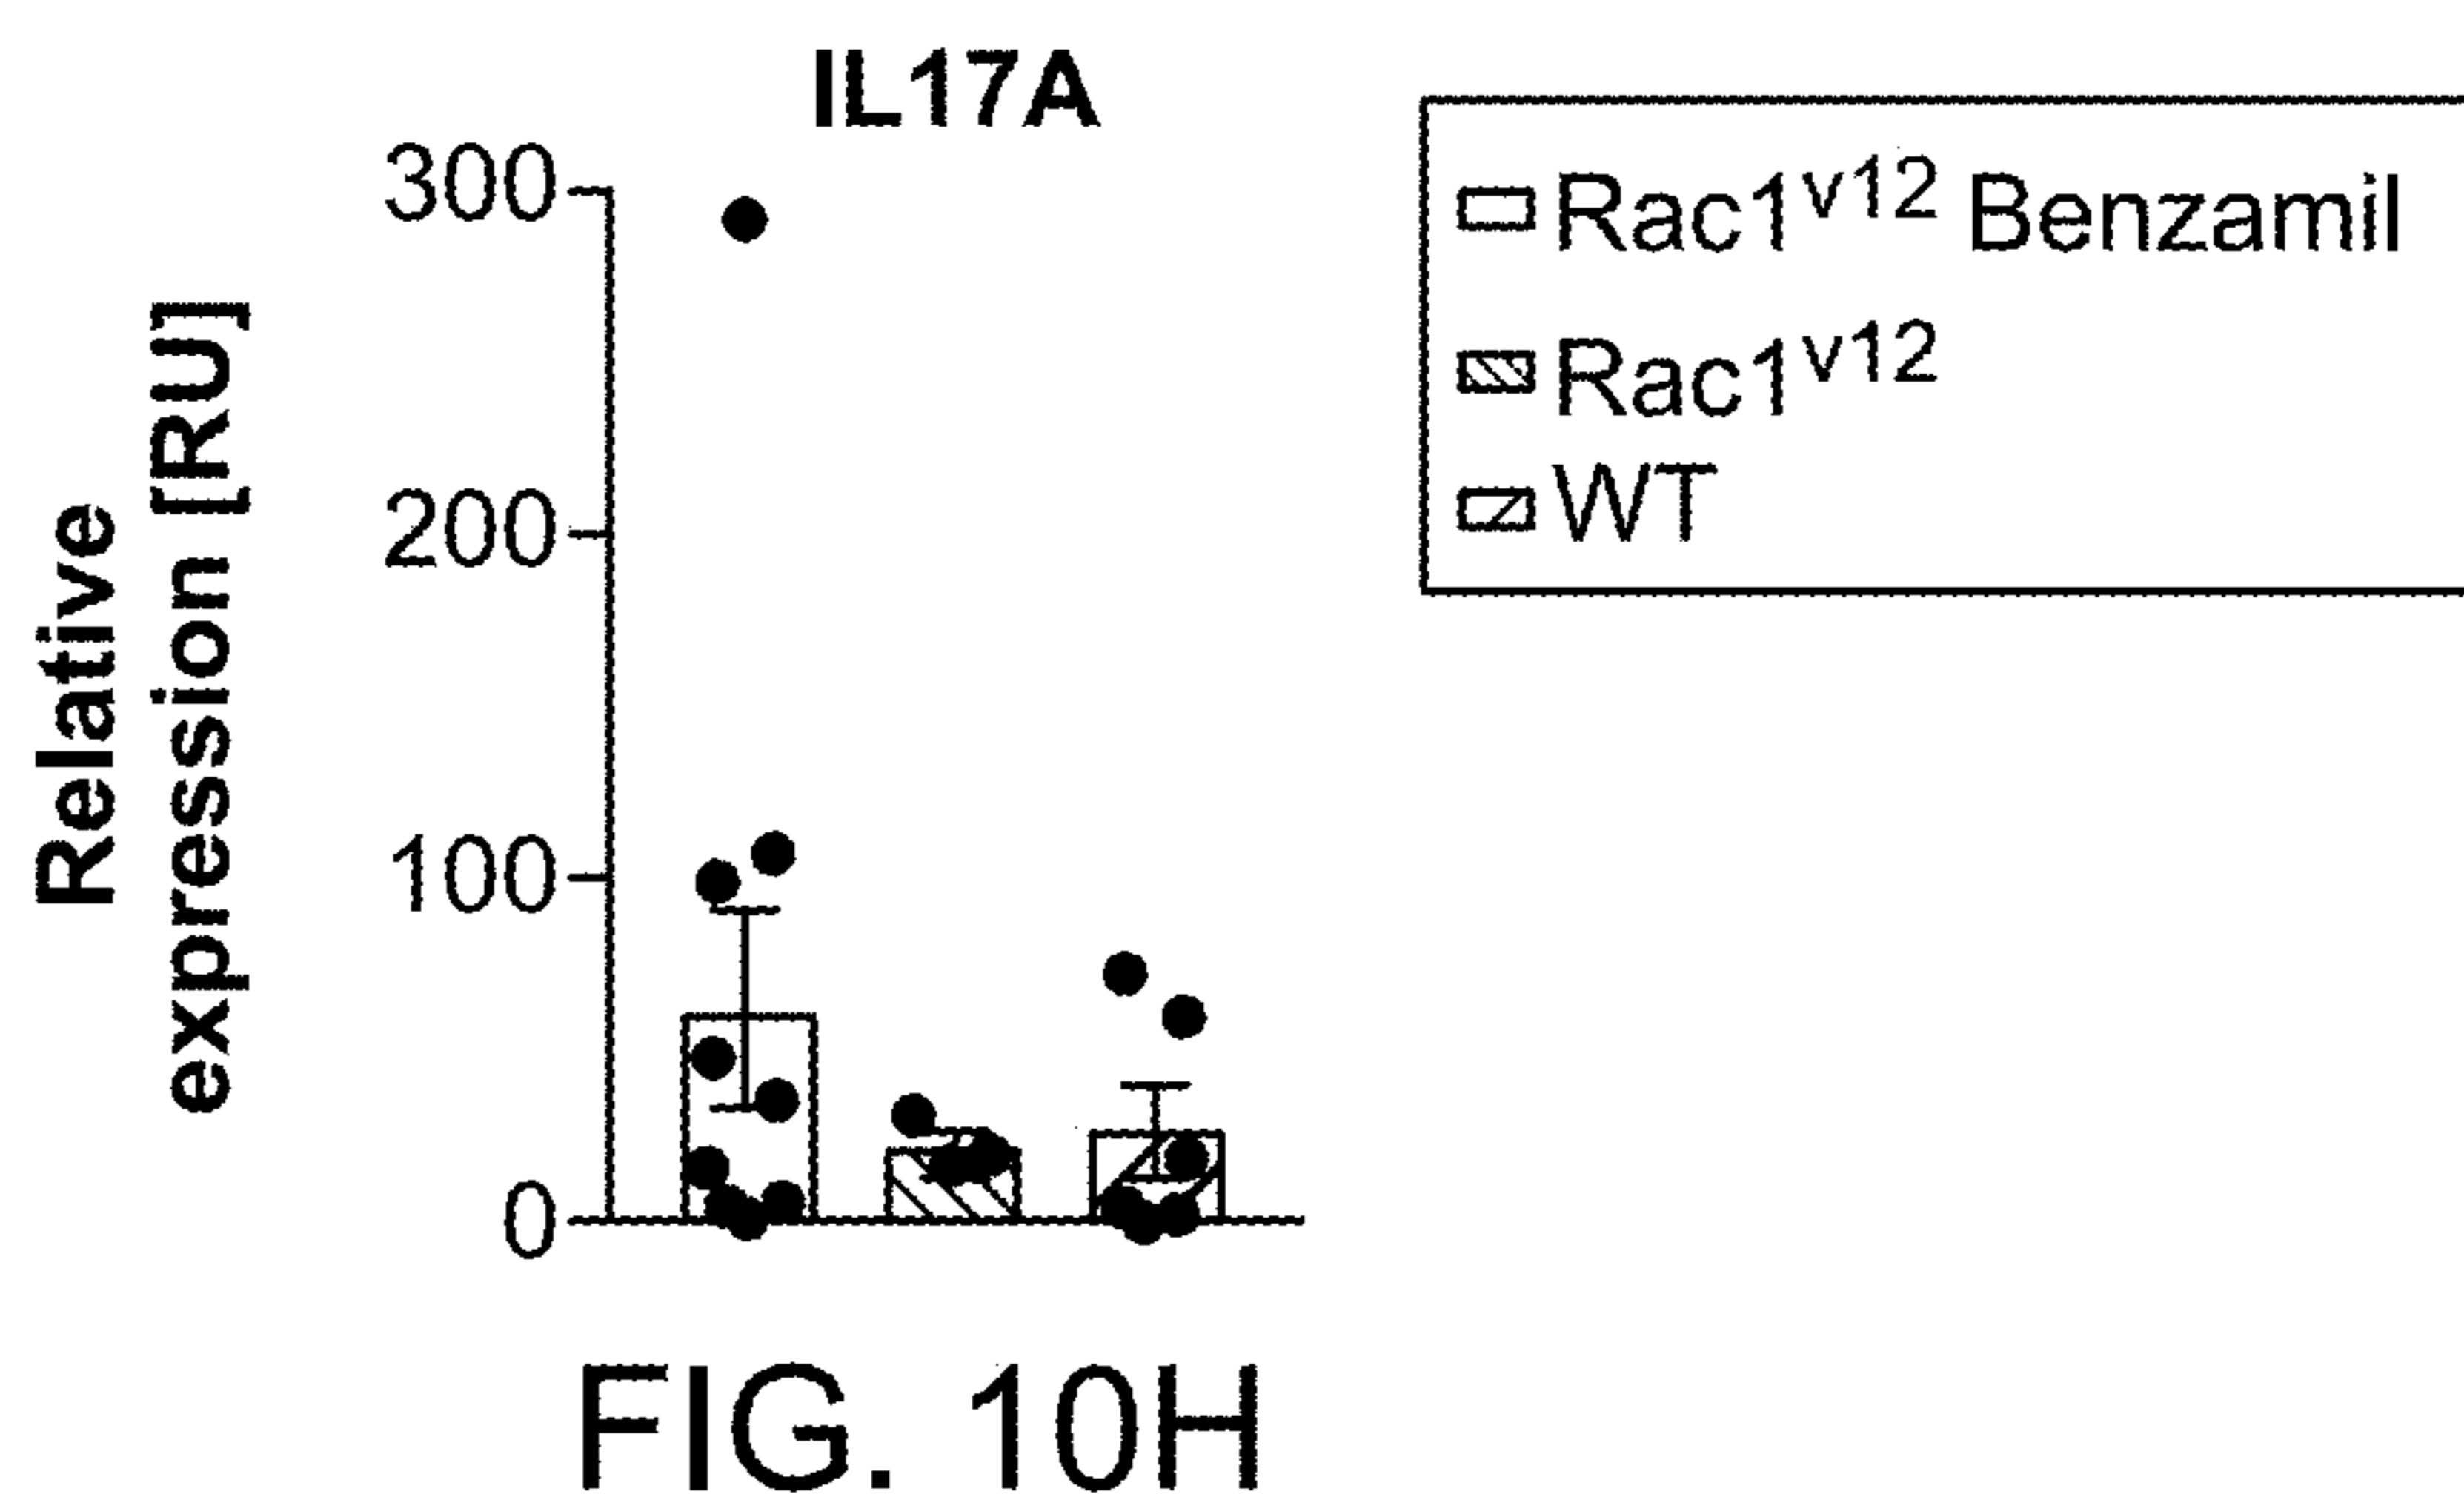 IL17A
Relative
expression [RU]
300
200
100
0
Rac1v12 Benzamil
Rac1v12
WT
FIG. 10H